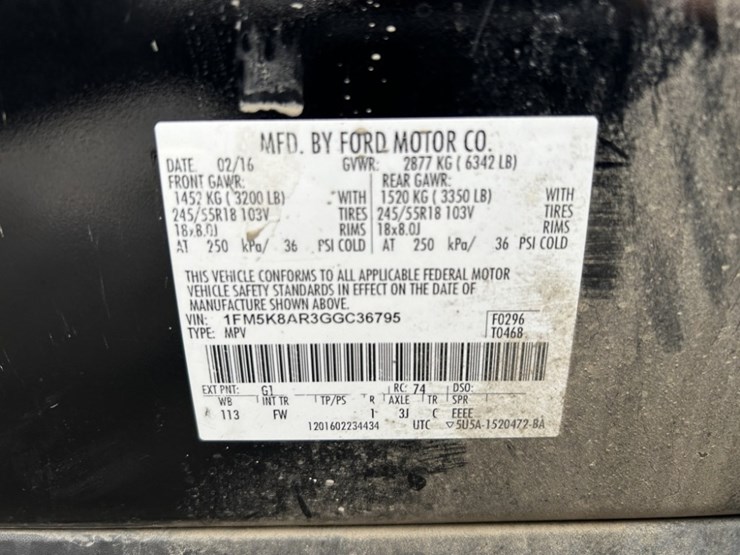 MFD. BY FORD MOTOR CO.
DATE: 02/16 GVWR: 2877 KG ( 6342 LB)
FRONT GAWR: REAR GAWR:
1452 KG ( 3200 LB) WITH 1520 KG ( 3350 LB) WITH
245/55R18 103V TIRES 245/55R18 103V TIRES
18x8.0J RIMS 18x8.0J RIMS
AT 250 kPa/ 36 PSI COLD AT 250 kPa/ 36 PSI COLD
THIS VEHICLE CONFORMS TO ALL APPLICABLE FEDERAL MOTOR
VEHICLE SAFETY STANDARDS IN EFFECT ON THE DATE OF
MANUFACTURE SHOWN ABOVE.
VIN: 1FM5K8AR3GGC36795 F0296
TYPE: MPV T0468
EXT PNT: G1 RC: 74 DSO:
WB INT TR TP/PS R AXLE TR SPR
113 FW 1 3J C EEEE
1201602234434 UTC ▽5U5A-1520472-BA